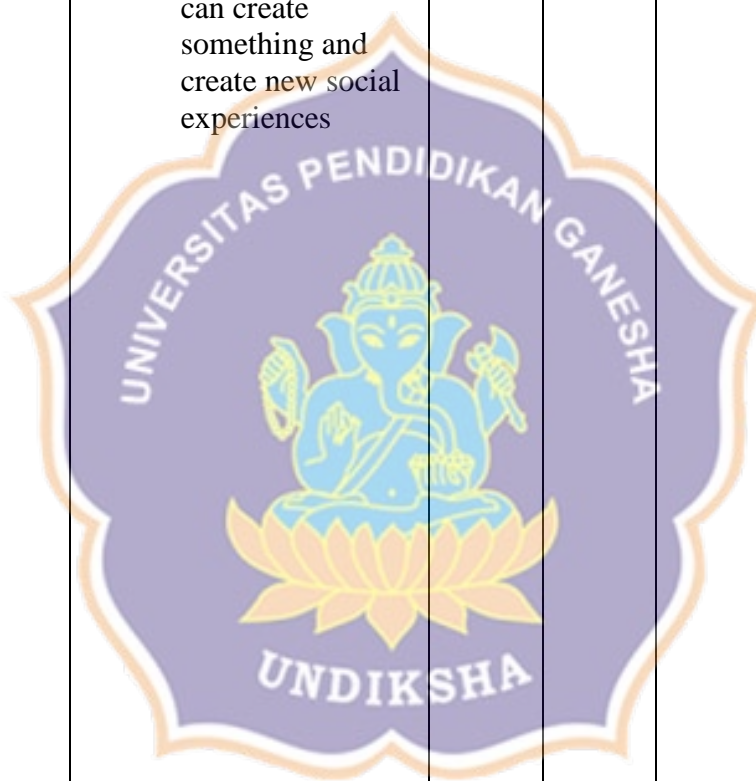 can create
something and
create new social
experiences
UNIVERSITAS PENDIDIKAN GANESHA
UNDIKSHA